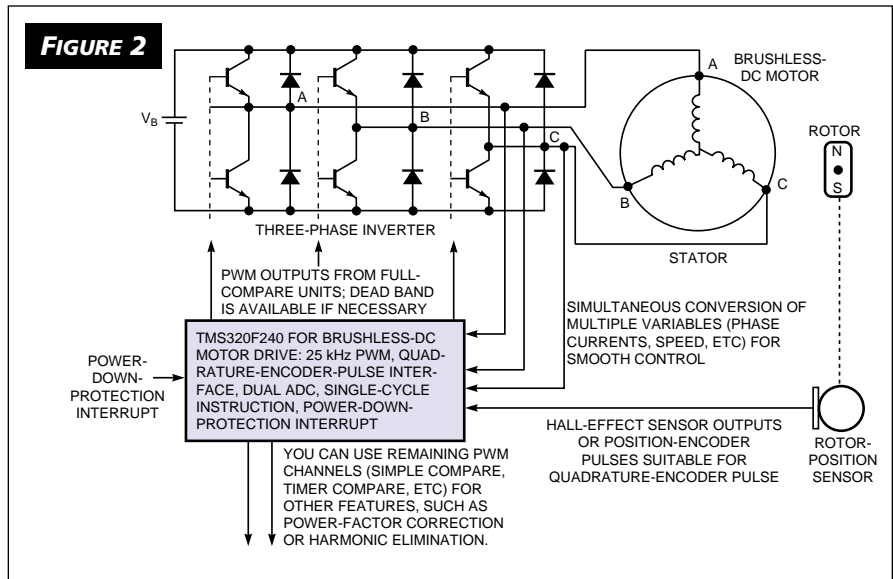 FIGURE 2
V_B
A
B
C
A
BRUSHLESS-
DC MOTOR
B
C
STATOR
ROTOR
N
S
THREE-PHASE INVERTER
PWM OUTPUTS FROM FULL-
COMPARE UNITS; DEAD BAND
IS AVAILABLE IF NECESSARY
SIMULTANEOUS CONVERSION OF
MULTIPLE VARIABLES (PHASE
CURRENTS, SPEED, ETC) FOR
SMOOTH CONTROL
POWER-
DOWN-
PROTECTION
INTERRUPT
TMS320F240 FOR BRUSHLESS-DC
MOTOR DRIVE: 25 kHz PWM, QUAD-
RATURE-ENCODER-PULSE INTER-
FACE, DUAL ADC, SINGLE-CYCLE
INSTRUCTION, POWER-DOWN-
PROTECTION INTERRUPT
HALL-EFFECT SENSOR OUTPUTS
OR POSITION-ENCODER
PULSES SUITABLE FOR
QUADRATURE-ENCODER PULSE
ROTOR-
POSITION
SENSOR
YOU CAN USE REMAINING PWM
CHANNELS (SIMPLE COMPARE,
TIMER COMPARE, ETC) FOR
OTHER FEATURES, SUCH AS
POWER-FACTOR CORRECTION
OR HARMONIC ELIMINATION.